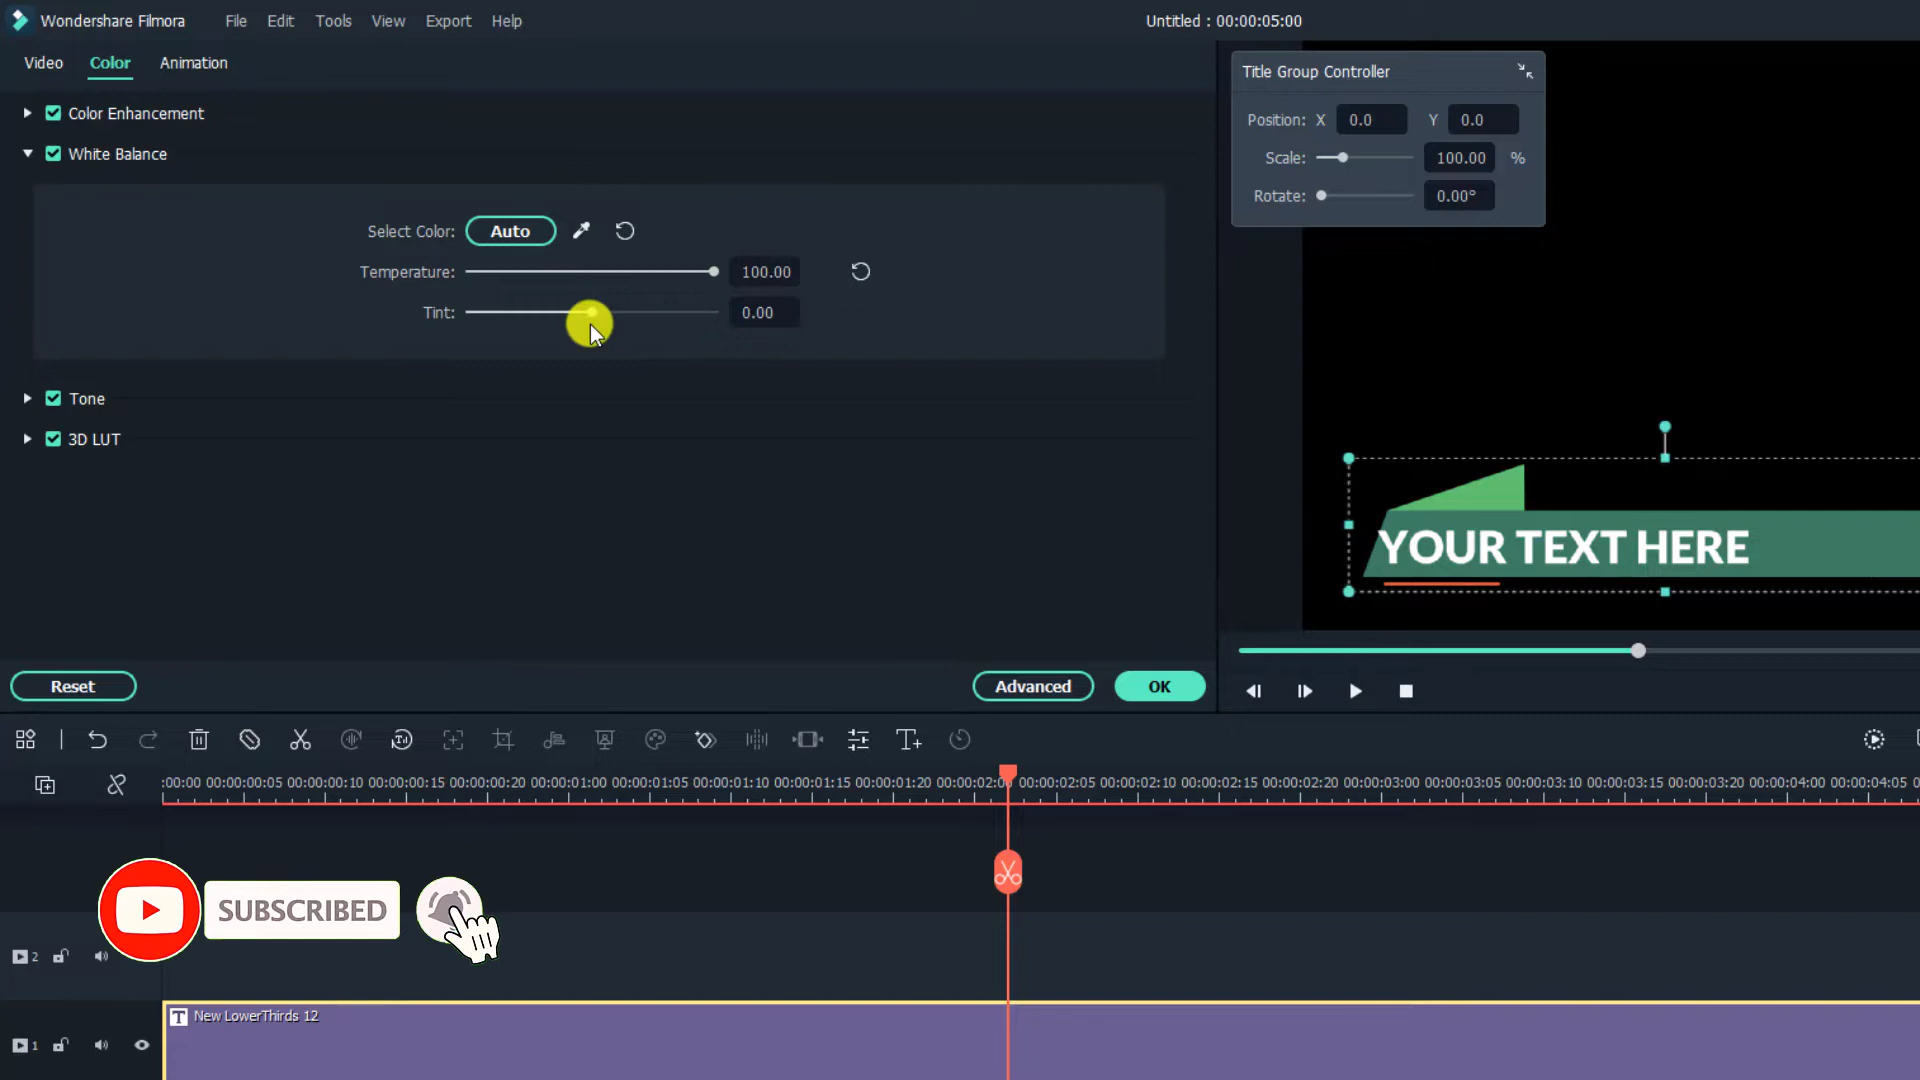 Wondershare Filmora File Edit Tools View Export Help Untitled : 00:00:05:00
Video Color Animation
Color Enhancement
White Balance
Select Color: Auto
Temperature: 100.00
Tint: 0.00
Tone
3D LUT
Reset Advanced OK
Title Group Controller
Position: X 0.0 Y 0.0
Scale: 100.00 %
Rotate: 0.00°
YOUR TEXT HERE
:00:00 00:00:00:05 00:00:00:10 00:00:00:15 00:00:00:20 00:00:01:00 00:00:01:05 00:00:01:10 00:00:01:15 00:00:01:20 00:00:02:00 00:00:02:05 00:00:02:10 00:00:02:15 00:00:02:20 00:00:03:00 00:00:03:05 00:00:03:10 00:00:03:15 00:00:03:20 00:00:04:00 00:00:04:05
SUBSCRIBED
2
T New LowerThirds 12
1